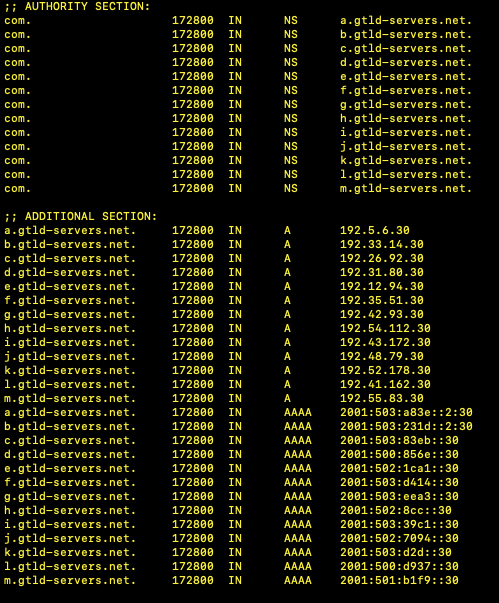 ;; AUTHORITY SECTION:
com. 172800 IN NS a.gtld-servers.net.
com. 172800 IN NS b.gtld-servers.net.
com. 172800 IN NS c.gtld-servers.net.
com. 172800 IN NS d.gtld-servers.net.
com. 172800 IN NS e.gtld-servers.net.
com. 172800 IN NS f.gtld-servers.net.
com. 172800 IN NS g.gtld-servers.net.
com. 172800 IN NS h.gtld-servers.net.
com. 172800 IN NS i.gtld-servers.net.
com. 172800 IN NS j.gtld-servers.net.
com. 172800 IN NS k.gtld-servers.net.
com. 172800 IN NS l.gtld-servers.net.
com. 172800 IN NS m.gtld-servers.net.
;; ADDITIONAL SECTION:
a.gtld-servers.net. 172800 IN A 192.5.6.30
b.gtld-servers.net. 172800 IN A 192.33.14.30
c.gtld-servers.net. 172800 IN A 192.26.92.30
d.gtld-servers.net. 172800 IN A 192.31.80.30
e.gtld-servers.net. 172800 IN A 192.12.94.30
f.gtld-servers.net. 172800 IN A 192.35.51.30
g.gtld-servers.net. 172800 IN A 192.42.93.30
h.gtld-servers.net. 172800 IN A 192.54.112.30
i.gtld-servers.net. 172800 IN A 192.43.172.30
j.gtld-servers.net. 172800 IN A 192.48.79.30
k.gtld-servers.net. 172800 IN A 192.52.178.30
l.gtld-servers.net. 172800 IN A 192.41.162.30
m.gtld-servers.net. 172800 IN A 192.55.83.30
a.gtld-servers.net. 172800 IN AAAA 2001:503:a83e::2:30
b.gtld-servers.net. 172800 IN AAAA 2001:503:231d::2:30
c.gtld-servers.net. 172800 IN AAAA 2001:503:83eb::30
d.gtld-servers.net. 172800 IN AAAA 2001:500:856e::30
e.gtld-servers.net. 172800 IN AAAA 2001:502:1ca1::30
f.gtld-servers.net. 172800 IN AAAA 2001:503:d414::30
g.gtld-servers.net. 172800 IN AAAA 2001:503:eea3::30
h.gtld-servers.net. 172800 IN AAAA 2001:502:8cc::30
i.gtld-servers.net. 172800 IN AAAA 2001:503:39c1::30
j.gtld-servers.net. 172800 IN AAAA 2001:502:7094::30
k.gtld-servers.net. 172800 IN AAAA 2001:503:d2d::30
l.gtld-servers.net. 172800 IN AAAA 2001:500:d937::30
m.gtld-servers.net. 172800 IN AAAA 2001:501:b1f9::30